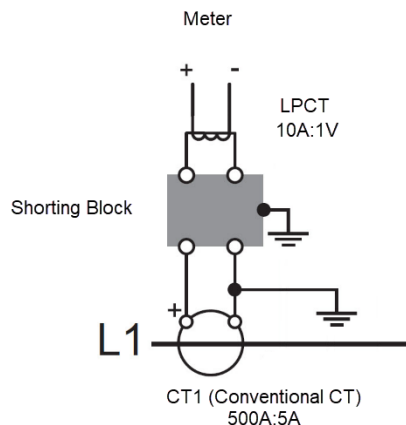 Meter
+ -
LPCT
10A:1V
Shorting Block
+
L1
CT1 (Conventional CT)
500A:5A